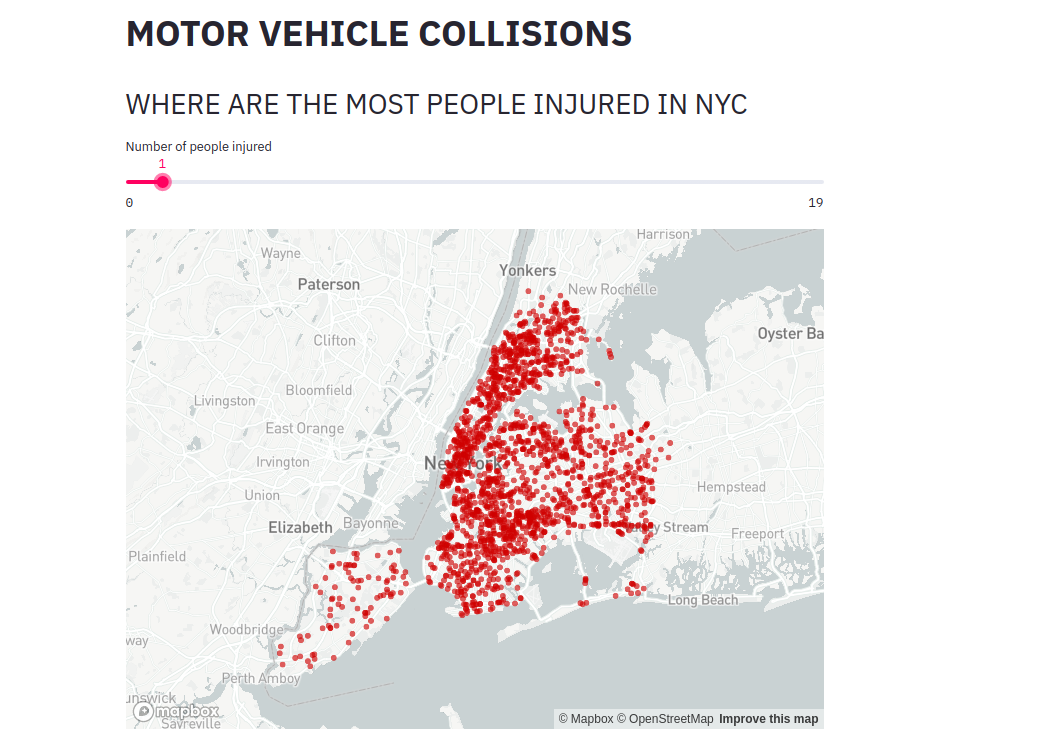 MOTOR VEHICLE COLLISIONS
WHERE ARE THE MOST PEOPLE INJURED IN NYC
Number of people injured
1
0
19
Harrison
Wayne
Yonkers
Paterson
New Rochelle
Oyster Ba
Clifton
Bloomfield
Livingston
East Orange
Irvington
New York
Union
Hempstead
Elizabeth
Bayonne
Stream
Freeport
Plainfield
Long Beach
Woodbridge
way
Perth Amboy
unswick
mapbox
Sayreville
© Mapbox © OpenStreetMap Improve this map